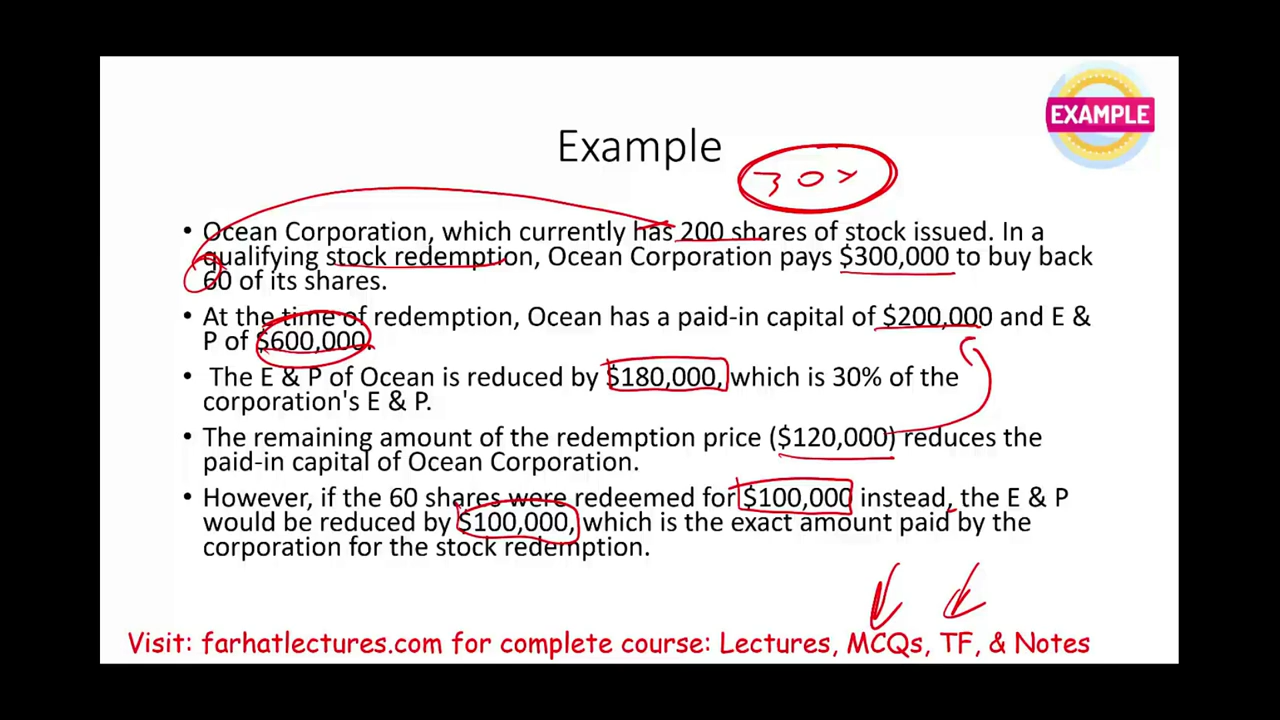 EXAMPLE
Example
30%
• Ocean Corporation, which currently has 200 shares of stock issued. In a
qualifying stock redemption, Ocean Corporation pays $300,000 to buy back
60 of its shares.
• At the time of redemption, Ocean has a paid-in capital of $200,000 and E &
P of $600,000.
• The E & P of Ocean is reduced by $180,000, which is 30% of the
corporation's E & P.
• The remaining amount of the redemption price ($120,000) reduces the
paid-in capital of Ocean Corporation.
• However, if the 60 shares were redeemed for $100,000 instead, the E & P
would be reduced by $100,000, which is the exact amount paid by the
corporation for the stock redemption.
Visit: farhatlectures.com for complete course: Lectures, MCQs, TF, & Notes